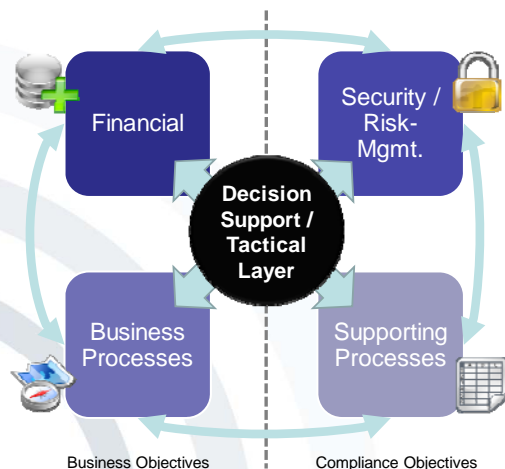 Financial
Security /
Risk-
Mgmt.
Decision
Support /
Tactical
Layer
Business
Processes
Supporting
Processes
Business Objectives
Compliance Objectives